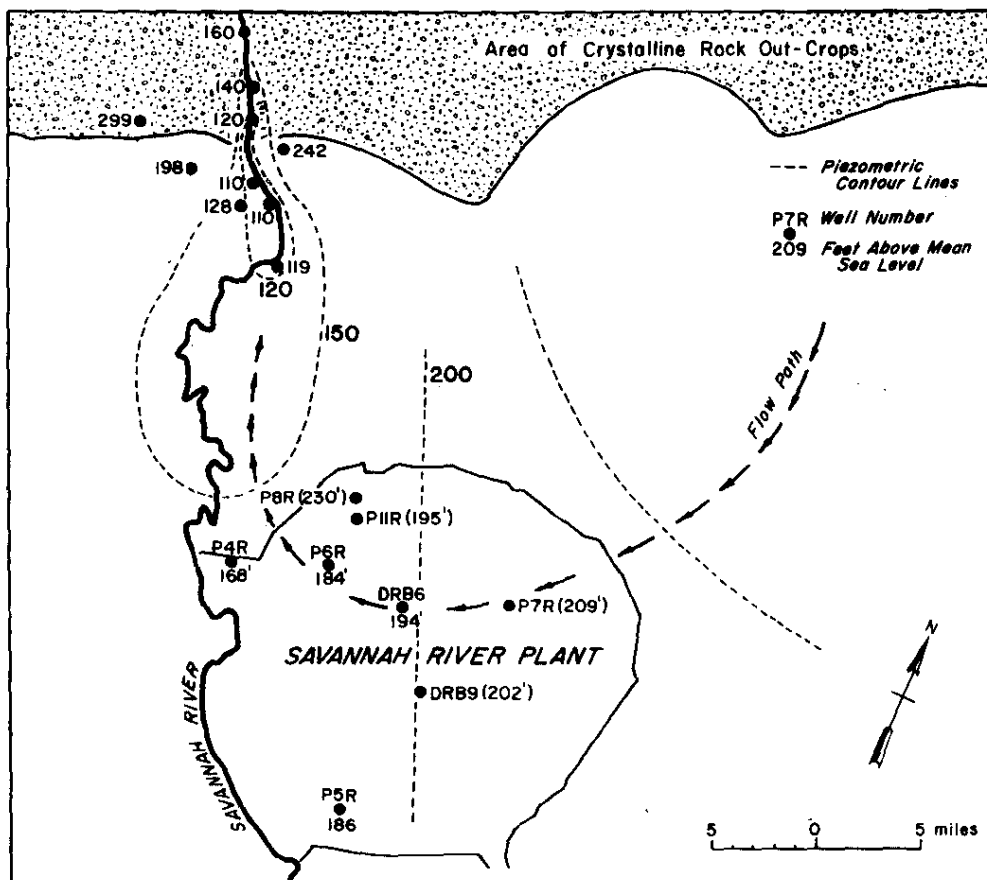 160
Area of Crystalline Rock Out-Crops
140
299
120
242
198
110
128
110
Piezometric
Contour Lines
P7R Well Number
209 Feet Above Mean
Sea Level
119
120
150
200
Flow Path
P8R (230')
P11R (195')
P4R
168'
P6R
184'
DRB6
194'
P7R (209')
SAVANNAH RIVER PLANT
DRB9 (202')
SAVANNAH RIVER
P5R
186
N
5 0 5 miles